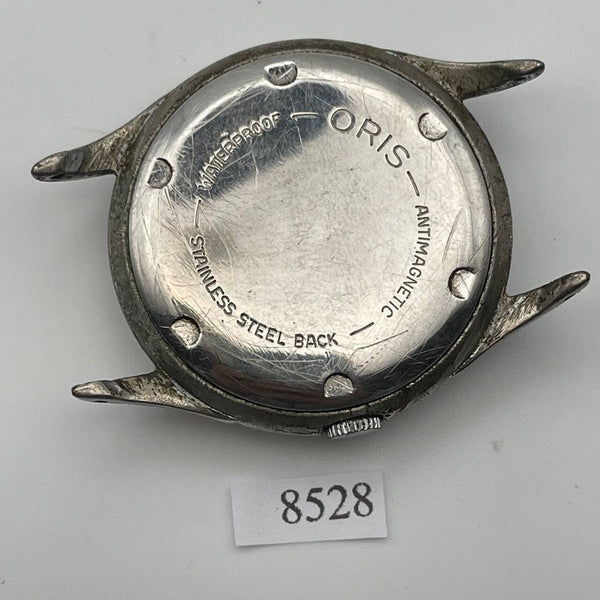 ORIS
ANTIMAGNETIC
STAINLESS STEEL BACK
WATERPROOF
8528